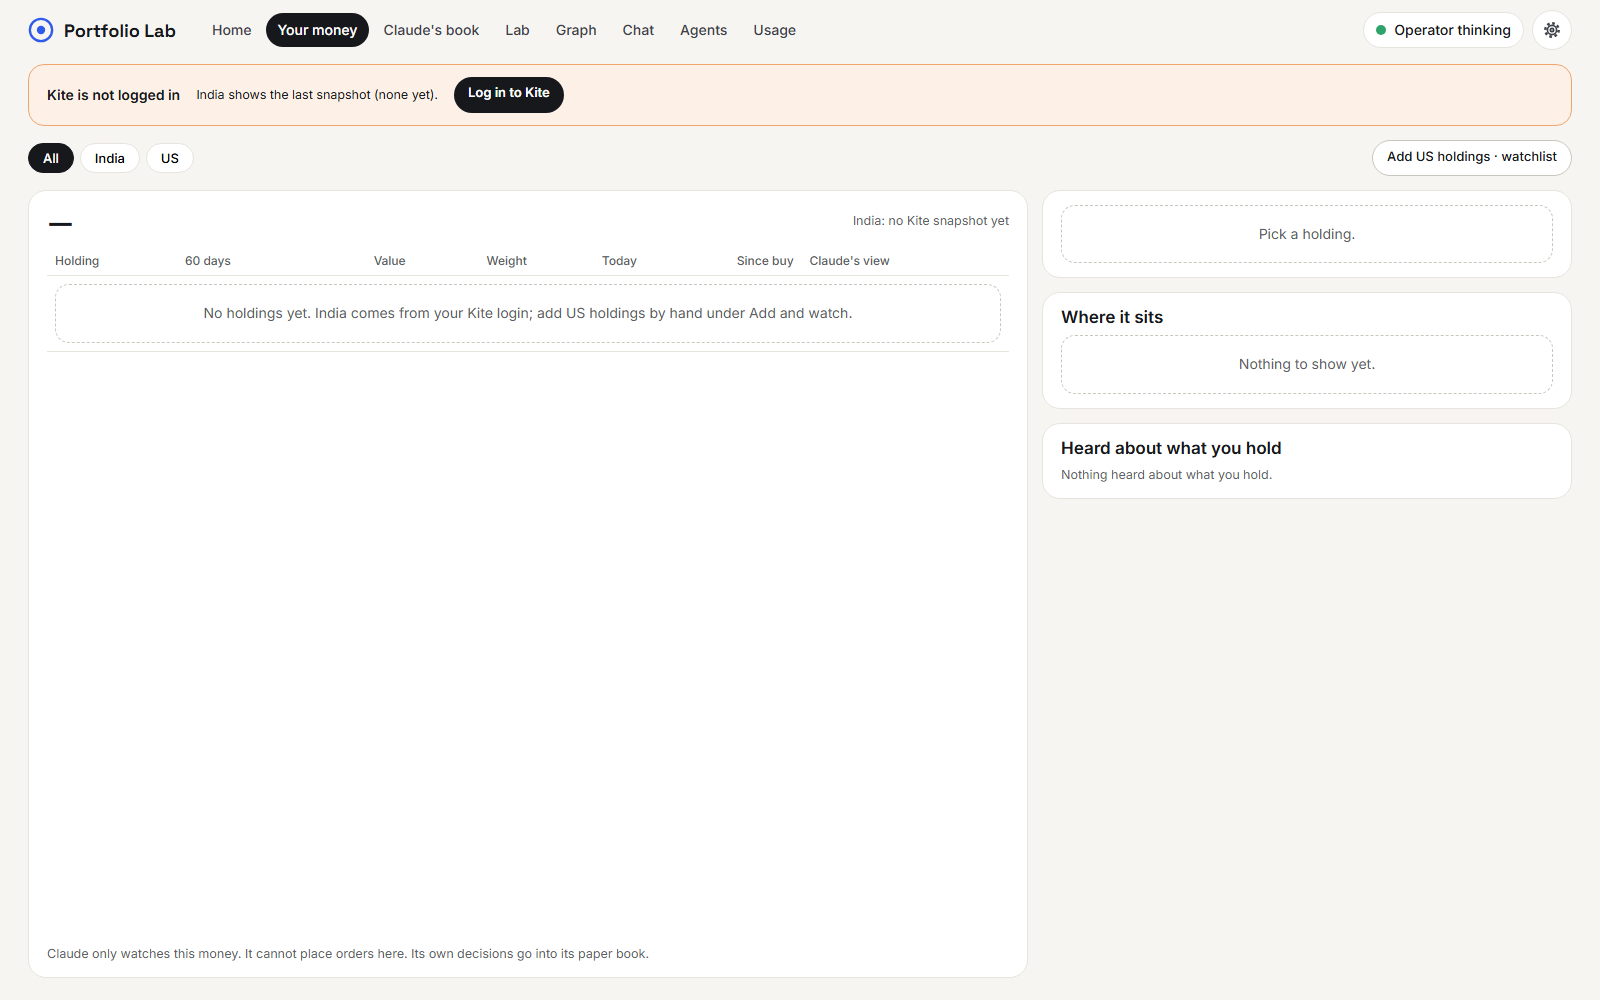 Portfolio Lab
Home
Your money
Claude's book
Lab
Graph
Chat
Agents
Usage
Operator thinking
Kite is not logged in
India shows the last snapshot (none yet).
Log in to Kite
All
India
US
Add US holdings · watchlist
—
India: no Kite snapshot yet
Holding
60 days
Value
Weight
Today
Since buy
Claude's view
No holdings yet. India comes from your Kite login; add US holdings by hand under Add and watch.
Claude only watches this money. It cannot place orders here. Its own decisions go into its paper book.
Pick a holding.
Where it sits
Nothing to show yet.
Heard about what you hold
Nothing heard about what you hold.